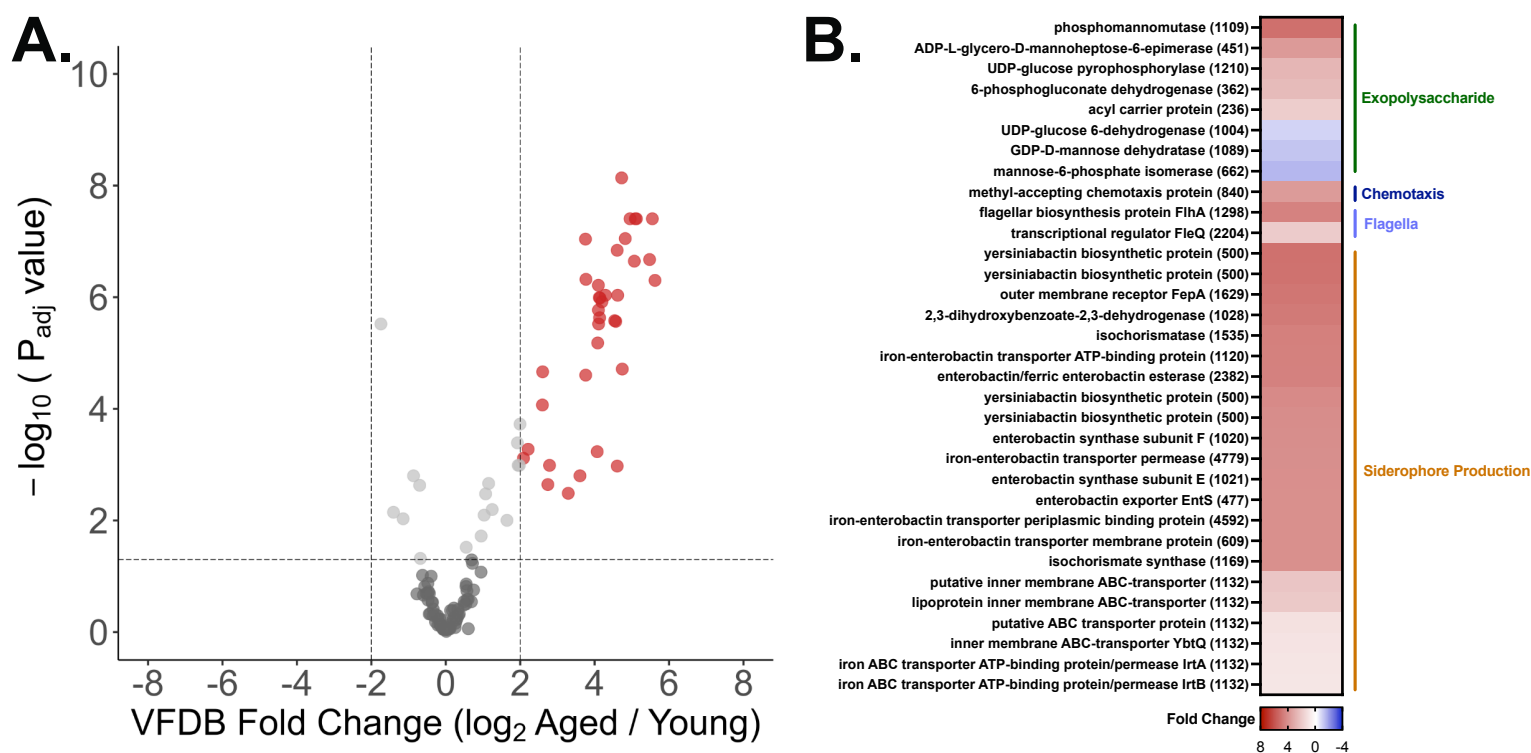 A.
10
8
6
4
2
0
– log10 ( Padj value)
-8 -6 -4 -2 0 2 4 6 8
VFDB Fold Change (log2 Aged / Young)
B.
phosphomannomutase (1109)
ADP-L-glycero-D-mannoheptose-6-epimerase (451)
UDP-glucose pyrophosphorylase (1210)
6-phosphogluconate dehydrogenase (362)
acyl carrier protein (236)
UDP-glucose 6-dehydrogenase (1004)
GDP-D-mannose dehydratase (1089)
mannose-6-phosphate isomerase (662)
methyl-accepting chemotaxis protein (840)
flagellar biosynthesis protein FlhA (1298)
transcriptional regulator FleQ (2204)
yersiniabactin biosynthetic protein (500)
yersiniabactin biosynthetic protein (500)
outer membrane receptor FepA (1629)
2,3-dihydroxybenzoate-2,3-dehydrogenase (1028)
isochorismatase (1535)
iron-enterobactin transporter ATP-binding protein (1120)
enterobactin/ferric enterobactin esterase (2382)
yersiniabactin biosynthetic protein (500)
yersiniabactin biosynthetic protein (500)
enterobactin synthase subunit F (1020)
iron-enterobactin transporter permease (4779)
enterobactin synthase subunit E (1021)
enterobactin exporter EntS (477)
iron-enterobactin transporter periplasmic binding protein (4592)
iron-enterobactin transporter membrane protein (609)
isochorismate synthase (1169)
putative inner membrane ABC-transporter (1132)
lipoprotein inner membrane ABC-transporter (1132)
putative ABC transporter protein (1132)
inner membrane ABC-transporter YbtQ (1132)
iron ABC transporter ATP-binding protein/permease IrtA (1132)
iron ABC transporter ATP-binding protein/permease IrtB (1132)
Exopolysaccharide
Chemotaxis
Flagella
Siderophore Production
Fold Change
8 4 0 -4